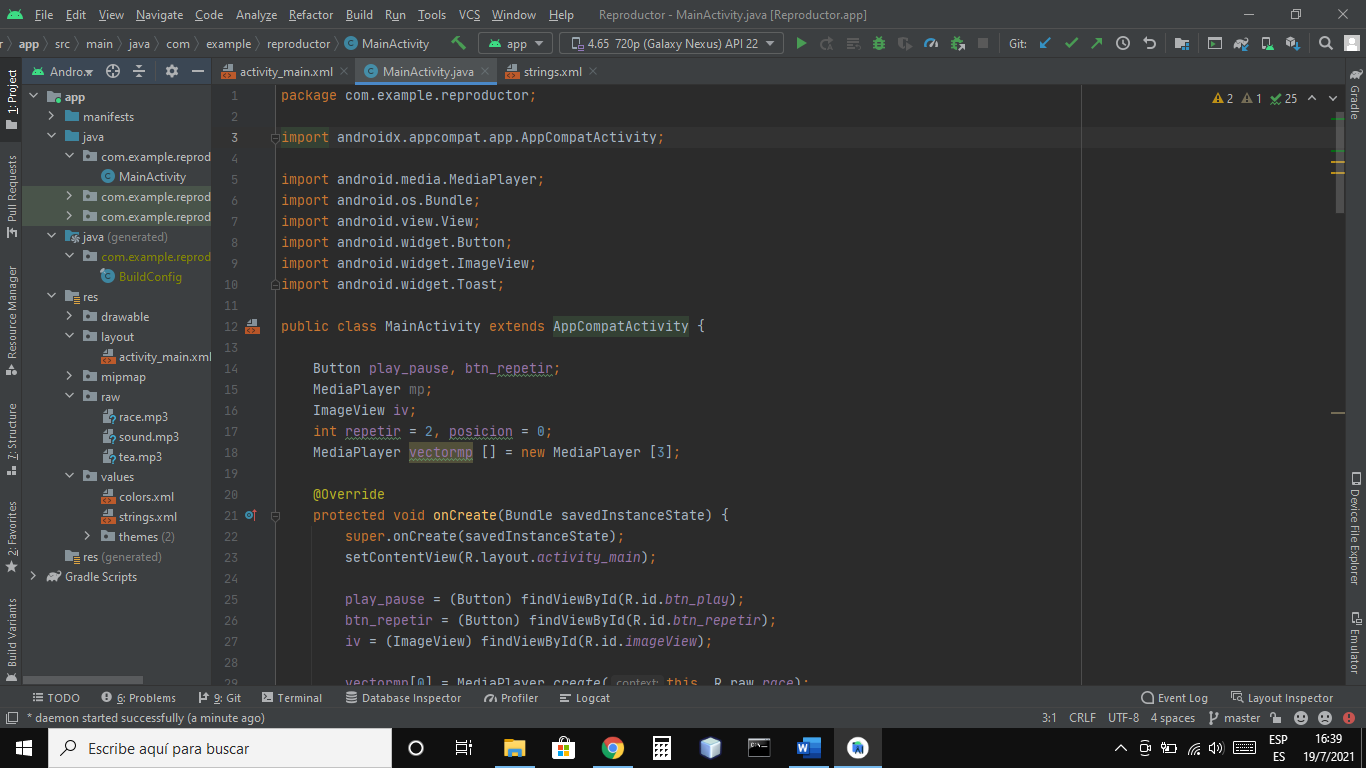 File Edit View Navigate Code Analyze Refactor Build Run Tools VCS Window Help Reproductor - MainActivity.java [Reproductor.app]
app src main java com example reproductor MainActivity app 4.65 720p (Galaxy Nexus) API 22 Git:
Andro... activity_main.xml MainActivity.java strings.xml
1: Project
Pull Requests
Resource Manager
7: Structure
2: Favorites
Build Variants
app
manifests
java
com.example.reprod
MainActivity
com.example.reprod
com.example.reprod
java (generated)
com.example.reprod
BuildConfig
res
drawable
layout
activity_main.xml
mipmap
raw
race.mp3
sound.mp3
tea.mp3
values
colors.xml
strings.xml
themes (2)
res (generated)
Gradle Scripts
2 1 25
1 package com.example.reproductor;
2
3 import androidx.appcompat.app.AppCompatActivity;
4
5 import android.media.MediaPlayer;
6 import android.os.Bundle;
7 import android.view.View;
8 import android.widget.Button;
9 import android.widget.ImageView;
10 import android.widget.Toast;
11
12 public class MainActivity extends AppCompatActivity {
13
14 Button play_pause, btn_repetir;
15 MediaPlayer mp;
16 ImageView iv;
17 int repetir = 2, posicion = 0;
18 MediaPlayer vectormp [] = new MediaPlayer [3];
19
20 @Override
21 protected void onCreate(Bundle savedInstanceState) {
22 super.onCreate(savedInstanceState);
23 setContentView(R.layout.activity_main);
24
25 play_pause = (Button) findViewById(R.id.btn_play);
26 btn_repetir = (Button) findViewById(R.id.btn_repetir);
27 iv = (ImageView) findViewById(R.id.imageView);
28
29 vectormp[0] = MediaPlayer.create( context: this, R.raw.race);
Gradle
Device File Explorer
Emulator
TODO 6: Problems 9: Git Terminal Database Inspector Profiler Logcat Event Log Layout Inspector
* daemon started successfully (a minute ago) 3:1 CRLF UTF-8 4 spaces master
Escribe aquí para buscar
ESP
ES
16:39
19/7/2021